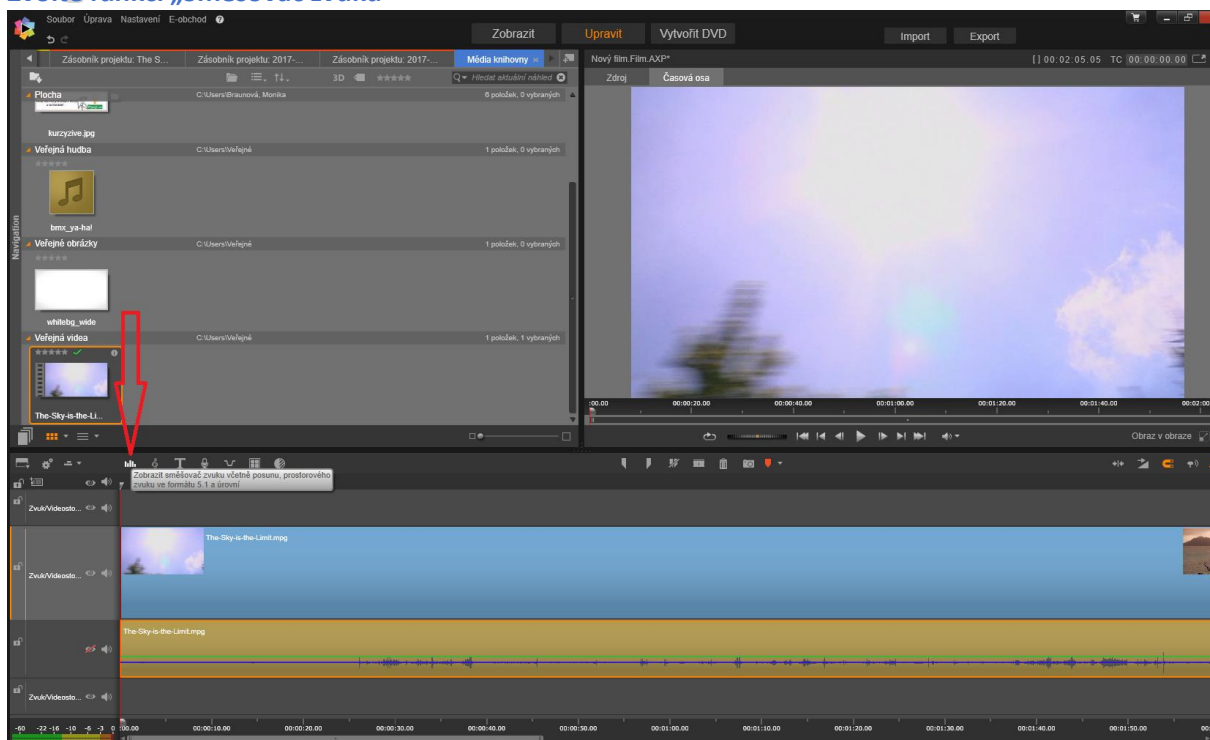 Soubor Úprava Nastavení E-obchod
Zobrazit Upravit Vytvořit DVD Import Export
Zásobník projektu: The S... Zásobník projektu: 2017-... Zásobník projektu: 2017-... Média knihovny
Nový film.Film.AXP* [] 00:02:05.05 TC 00:00:00.00
3D Hledat aktuální náhled
Zdroj Časová osa
Plocha C:\Users\Braunová, Monika 6 položek, 0 vybraných
kurzyzive.jpg
Veřejná hudba C:\Users\Veřejné 1 položek, 0 vybraných
bmx_ya-ha!
Navigation
Veřejné obrázky C:\Users\Veřejné 1 položek, 0 vybraných
whitebg_wide
Veřejná videa C:\Users\Veřejné 1 položek, 1 vybraných
The-Sky-is-the-Li...
:00.00 00:00:20.00 00:00:40.00 00:01:00.00 00:01:20.00 00:01:40.00 00:02:00
Obraz v obraze
Zobrazit směšovač zvuku včetně posunu, prostorového
zvuku ve formátu 5.1 a úrovní
Zvuk/Videosto...
The-Sky-is-the-Limit.mpg
Zvuk/Videosto...
The-Sky-is-the-Limit.mpg
Zvuk/Videosto...
-60 -22 -16 -10 -6 -3 0 :00.00 00:00:10.00 00:00:20.00 00:00:30.00 00:00:40.00 00:00:50.00 00:01:00.00 00:01:10.00 00:01:20.00 00:01:30.00 00:01:40.00 00:01:50.00 00: